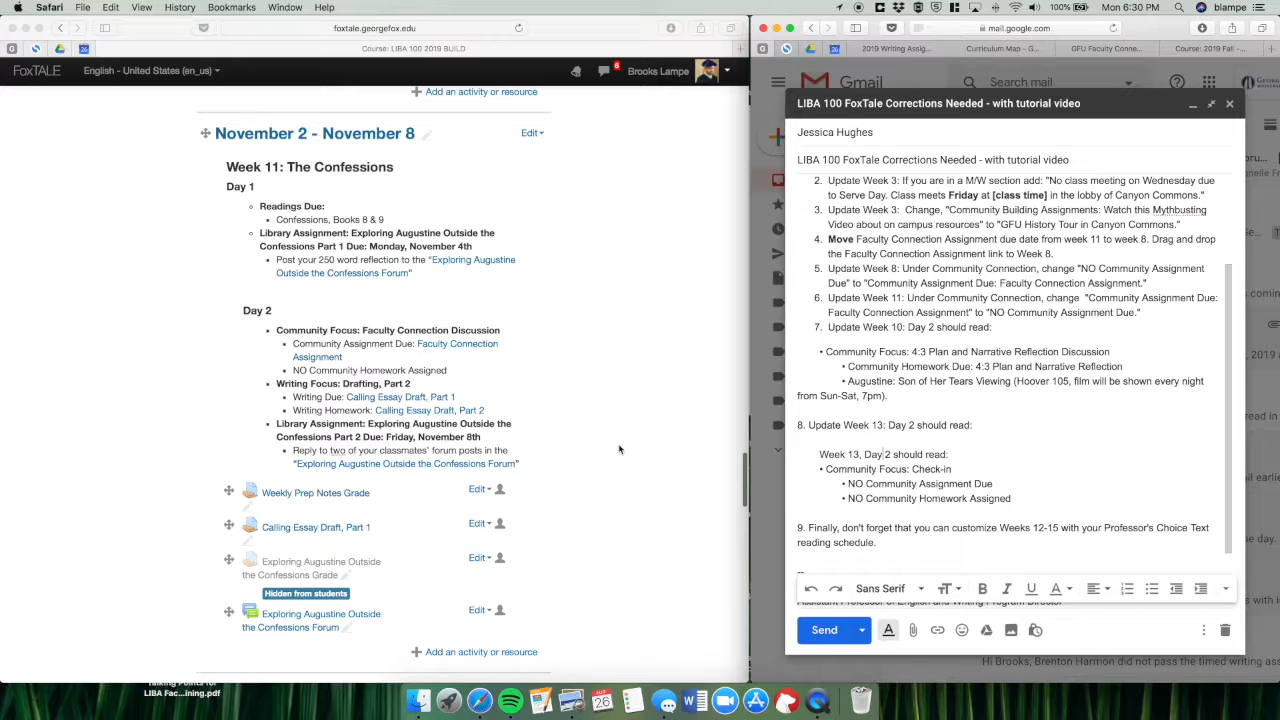 Safari File Edit View History Bookmarks Window Help
100% Mon Aug 26 6:30 PM blampe
foxtale.georgefox.edu
Course: LIBA 100 2019 BUILD
FoxTALE English - United States (en_us) 6 Brooks Lampe
Add an activity or resource
November 2 - November 8 Edit
Week 11: The Confessions
Day 1
Readings Due:
Confessions, Books 8 & 9
Library Assignment: Exploring Augustine Outside the
Confessions Part 1 Due: Monday, November 4th
Post your 250 word reflection to the “Exploring Augustine
Outside the Confessions Forum”
Day 2
Community Focus: Faculty Connection Discussion
Community Assignment Due: Faculty Connection
Assignment
NO Community Homework Assigned
Writing Focus: Drafting, Part 2
Writing Due: Calling Essay Draft, Part 1
Writing Homework: Calling Essay Draft, Part 2
Library Assignment: Exploring Augustine Outside the
Confessions Part 2 Due: Friday, November 8th
Reply to two of your classmates’ forum posts in the
“Exploring Augustine Outside the Confessions Forum”
Weekly Prep Notes Grade Edit
Calling Essay Draft, Part 1 Edit
Exploring Augustine Outside Edit
the Confessions Grade
Hidden from students
Exploring Augustine Outside Edit
the Confessions Forum
Add an activity or resource
mail.google.com
2019 Writing Assig... Curriculum Map - G... GFU Faculty Conne... Course: 2019 Fall -...
Gmail Search mail
LIBA 100 FoxTale Corrections Needed - with tutorial video
Jessica Hughes
LIBA 100 FoxTale Corrections Needed - with tutorial video
2. Update Week 3: If you are in a M/W section add: "No class meeting on Wednesday due
to Serve Day. Class meets Friday at [class time] in the lobby of Canyon Commons."
3. Update Week 3: Change, "Community Building Assignments: Watch this Mythbusting
Video about on campus resources" to "GFU History Tour in Canyon Commons."
4. Move Faculty Connection Assignment due date from week 11 to week 8. Drag and drop
the Faculty Connection Assignment link to Week 8.
5. Update Week 8: Under Community Connection, change "NO Community Assignment
Due" to "Community Assignment Due: Faculty Connection Assignment."
6. Update Week 11: Under Community Connection, change "Community Assignment Due:
Faculty Connection Assignment" to "NO Community Assignment Due."
7. Update Week 10: Day 2 should read:
• Community Focus: 4:3 Plan and Narrative Reflection Discussion
• Community Homework Due: 4:3 Plan and Narrative Reflection
• Augustine: Son of Her Tears Viewing (Hoover 105, film will be shown every night
from Sun-Sat, 7pm).
8. Update Week 13: Day 2 should read:
Week 13, Day 2 should read:
• Community Focus: Check-in
• NO Community Assignment Due
• NO Community Homework Assigned
9. Finally, don't forget that you can customize Weeks 12-15 with your Professor's Choice Text
reading schedule.
--
Sans Serif
Assistant Professor of English and Writing Program Director
Send
Hi Brooks, Brenton Harmon did not pass the timed writing ass
Talking Points for
LIBA Fac...ining.pdf
AUG
26